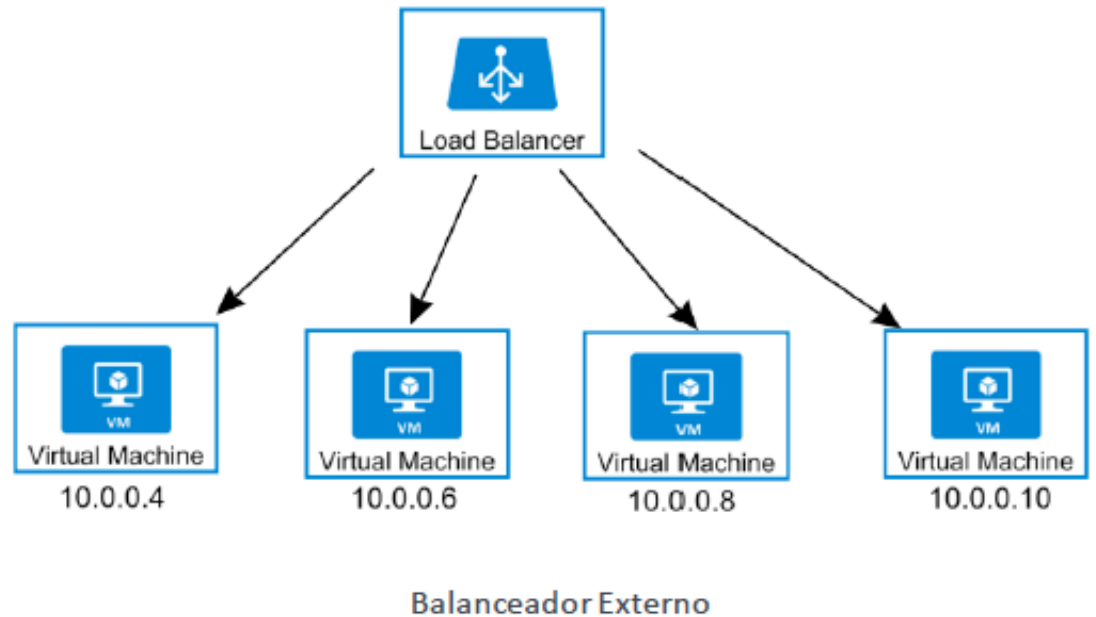 Load Balancer
VM
VM
VM
VM
Virtual Machine
Virtual Machine
Virtual Machine
Virtual Machine
10.0.0.4
10.0.0.6
10.0.0.8
10.0.0.10
Balanceador Externo